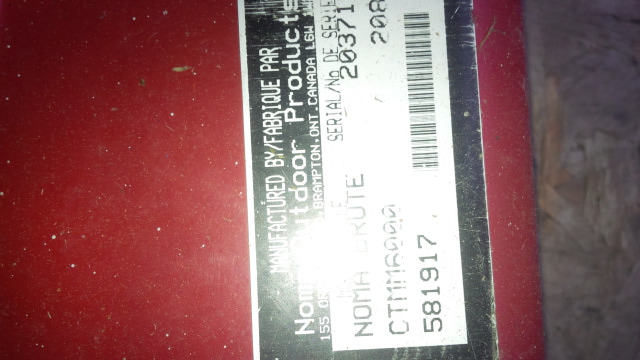 MANUFACTURED BY/FABRIQUE PAR
Noma Outdoor Products
155 BRAMPTON.ONT.CANADA L6W
SERIAL/No DE SERIE
NOMA BRUTE 20371
CTMM6000 208
581917